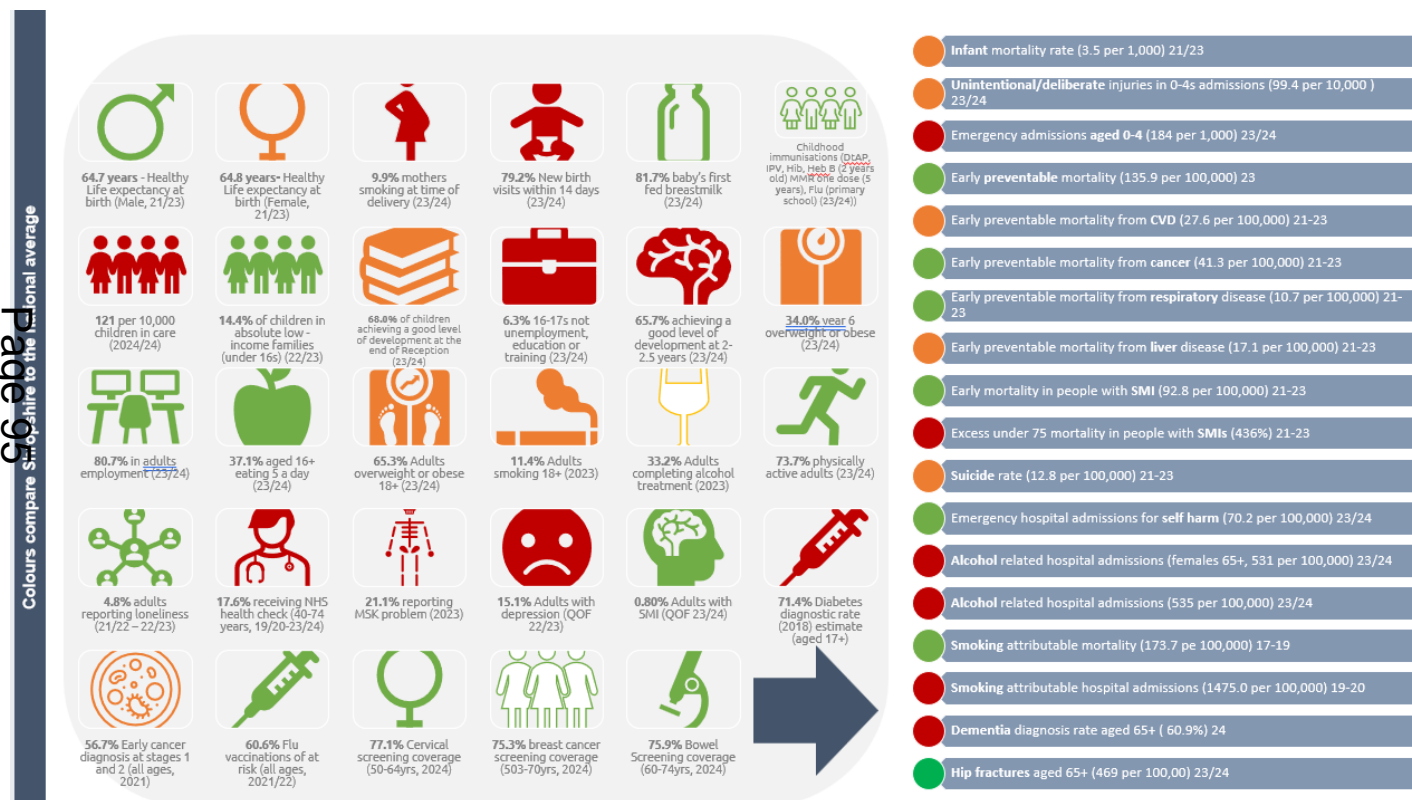 Page 95
Colours compare Shropshire to the national average
64.7 years - Healthy
Life expectancy at
birth (Male, 21/23)
64.8 years- Healthy
Life expectancy at
birth (Female,
21/23)
9.9% mothers
smoking at time of
delivery (23/24)
79.2% New birth
visits within 14 days
(23/24)
81.7% baby's first
fed breastmilk
(23/24)
Childhood
immunisations (DtAP,
IPV, Hib, Heb B (2 years
old) MMR one dose (5
years), Flu (primary
school) (23/24))
121 per 10,000
children in care
(2024/24)
14.4% of children in
absolute low -
income families
(under 16s) (22/23)
68.0% of children
achieving a good level
of development at the
end of Reception
(23/24)
6.3% 16-17s not
unemployment,
education or
training (23/24)
65.7% achieving a
good level of
development at 2-
2.5 years (23/24)
34.0% year 6
overweight or obese
(23/24)
80.7% in adults
employment (23/24)
37.1% aged 16+
eating 5 a day
(23/24)
65.3% Adults
overweight or obese
18+ (23/24)
11.4% Adults
smoking 18+ (2023)
33.2% Adults
completing alcohol
treatment (2023)
73.7% physically
active adults (23/24)
4.8% adults
reporting loneliness
(21/22 – 22/23)
17.6% receiving NHS
health check (40-74
years, 19/20-23/24)
21.1% reporting
MSK problem (2023)
15.1% Adults with
depression (QOF
22/23)
0.80% Adults with
SMI (QOF 23/24)
71.4% Diabetes
diagnostic rate
(2018) estimate
(aged 17+)
56.7% Early cancer
diagnosis at stages 1
and 2 (all ages,
2021)
60.6% Flu
vaccinations of at
risk (all ages,
2021/22)
77.1% Cervical
screening coverage
(50-64yrs, 2024)
75.3% breast cancer
screening coverage
(503-70yrs, 2024)
75.9% Bowel
Screening coverage
(60-74yrs, 2024)
Infant mortality rate (3.5 per 1,000) 21/23
Unintentional/deliberate injuries in 0-4s admissions (99.4 per 10,000 )
23/24
Emergency admissions aged 0-4 (184 per 1,000) 23/24
Early preventable mortality (135.9 per 100,000) 23
Early preventable mortality from CVD (27.6 per 100,000) 21-23
Early preventable mortality from cancer (41.3 per 100,000) 21-23
Early preventable mortality from respiratory disease (10.7 per 100,000) 21-
23
Early preventable mortality from liver disease (17.1 per 100,000) 21-23
Early mortality in people with SMI (92.8 per 100,000) 21-23
Excess under 75 mortality in people with SMIs (436%) 21-23
Suicide rate (12.8 per 100,000) 21-23
Emergency hospital admissions for self harm (70.2 per 100,000) 23/24
Alcohol related hospital admissions (females 65+, 531 per 100,000) 23/24
Alcohol related hospital admissions (535 per 100,000) 23/24
Smoking attributable mortality (173.7 pe 100,000) 17-19
Smoking attributable hospital admissions (1475.0 per 100,000) 19-20
Dementia diagnosis rate aged 65+ ( 60.9%) 24
Hip fractures aged 65+ (469 per 100,00) 23/24